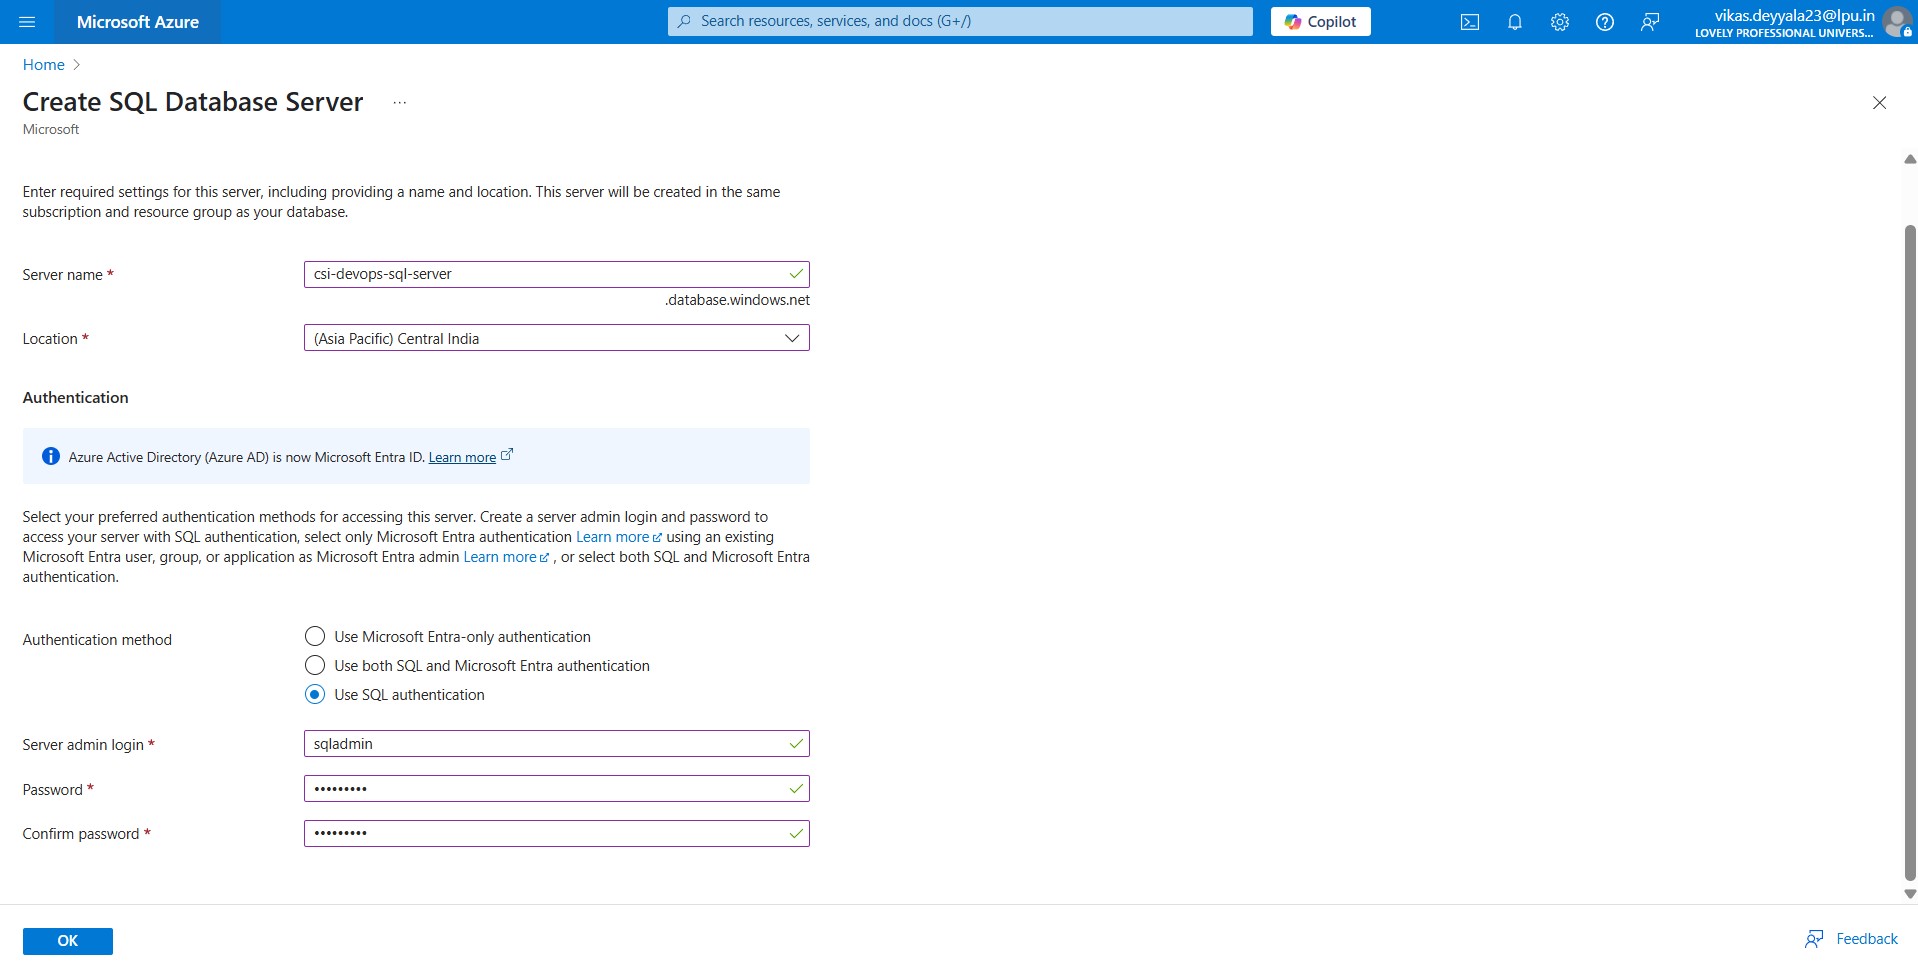 Microsoft Azure
Search resources, services, and docs (G+/)
Copilot
vikas.deyyala23@lpu.in
LOVELY PROFESSIONAL UNIVERS...
Home
Create SQL Database Server
...
Microsoft
Enter required settings for this server, including providing a name and location. This server will be created in the same
subscription and resource group as your database.
Server name *
csi-devops-sql-server
.database.windows.net
Location *
(Asia Pacific) Central India
Authentication
Azure Active Directory (Azure AD) is now Microsoft Entra ID. Learn more
Select your preferred authentication methods for accessing this server. Create a server admin login and password to
access your server with SQL authentication, select only Microsoft Entra authentication Learn more using an existing
Microsoft Entra user, group, or application as Microsoft Entra admin Learn more , or select both SQL and Microsoft Entra
authentication.
Authentication method
Use Microsoft Entra-only authentication
Use both SQL and Microsoft Entra authentication
Use SQL authentication
Server admin login *
sqladmin
Password *
•••••••••
Confirm password *
•••••••••
OK
Feedback